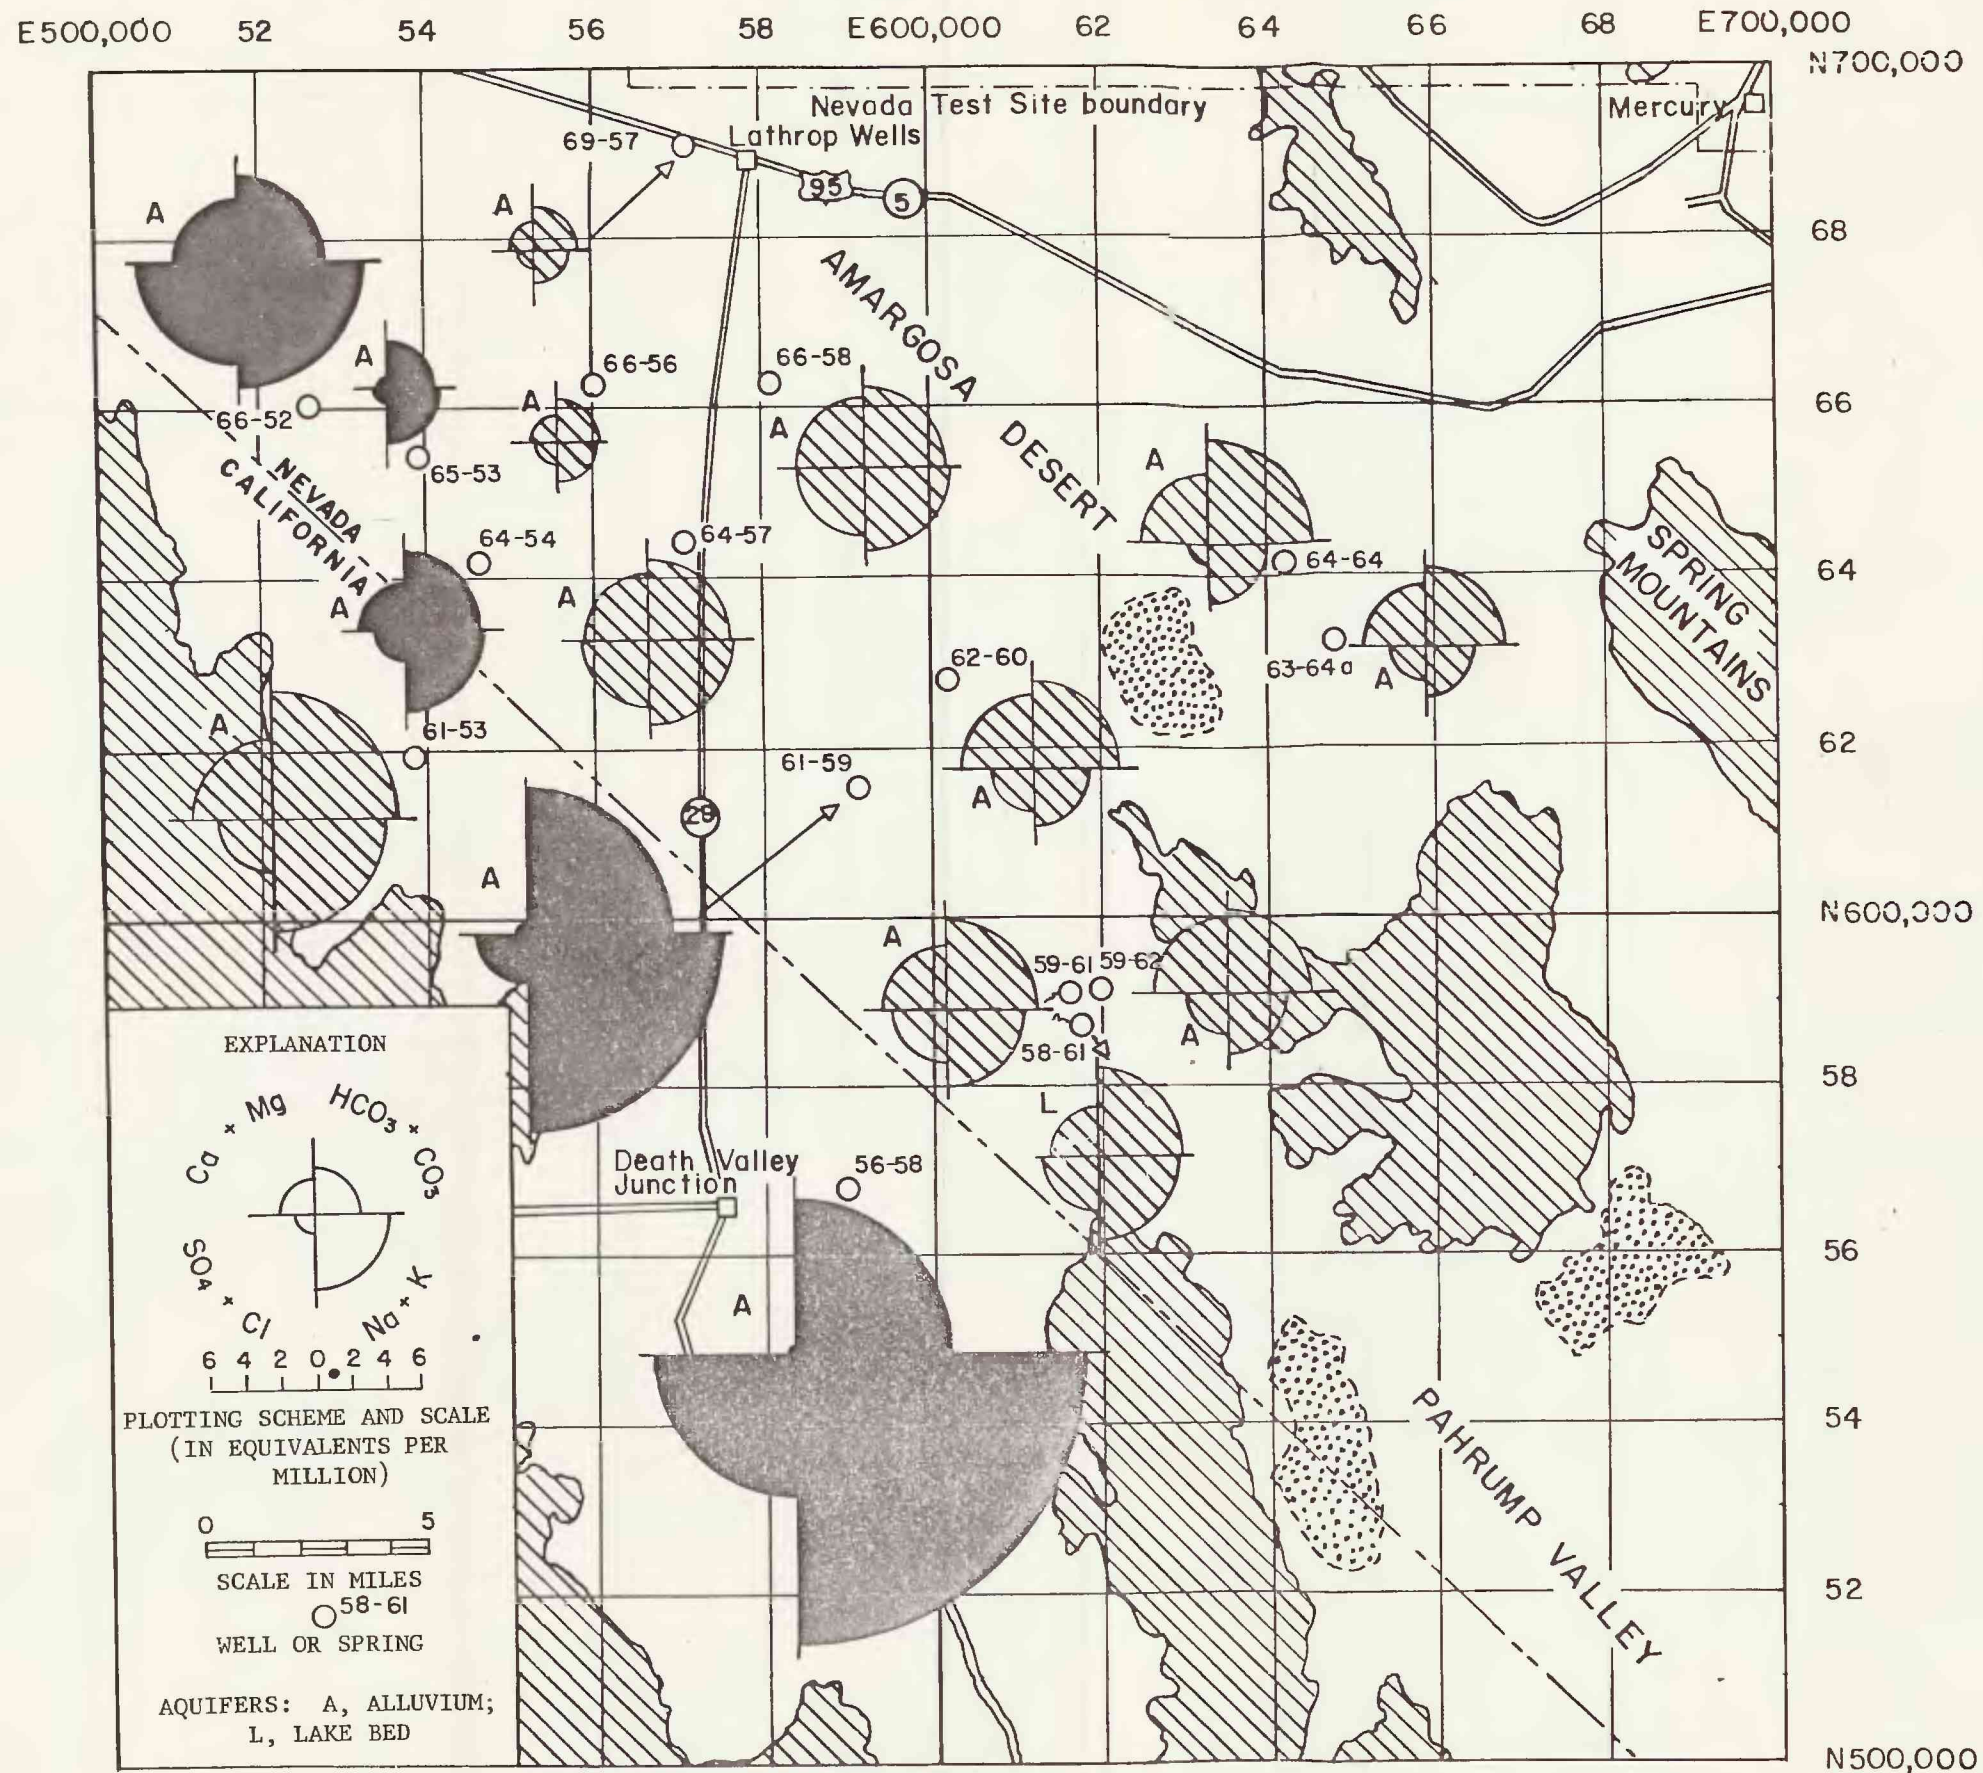 E500,000 52 54 56 58 E600,000 62 64 66 68 E700,000
N700,000
Nevada Test Site boundary
Mercury
69-57
Lathrop Wells
95
5
A
A
68
AMARGOSA
DESERT
A
66-56
66-58
66
66-52
A
A
A
65-53
NEVADA
CALIFORNIA
64-54
64-57
64-64
64
SPRING
MOUNTAINS
A
A
62-60
63-64a
A
A
61-53
62
61-59
A
29
A
N600,000
A
59-61
59-62
58-61
A
58
L
Death Valley
Junction
56-58
56
A
54
PAHRUMP VALLEY
52
N500,000
EXPLANATION
Ca + Mg
HCO3 + CO3
SO4 + Cl
Na + K
6 4 2 0 2 4 6
PLOTTING SCHEME AND SCALE
(IN EQUIVALENTS PER
MILLION)
0 5
SCALE IN MILES
58-61
WELL OR SPRING
AQUIFERS: A, ALLUVIUM;
L, LAKE BED